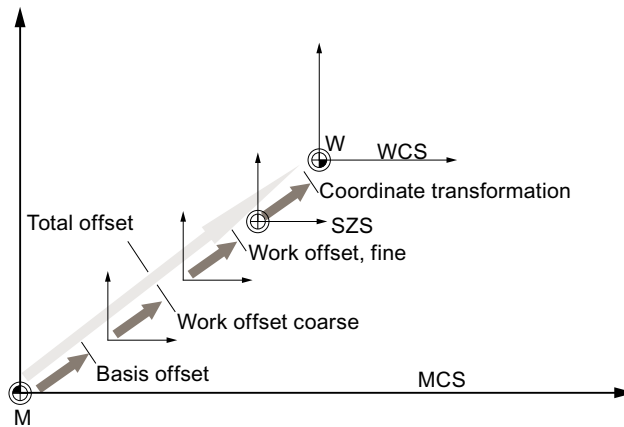 W
WCS
Coordinate transformation
Total offset
SZS
Work offset, fine
Work offset coarse
Basis offset
MCS
M